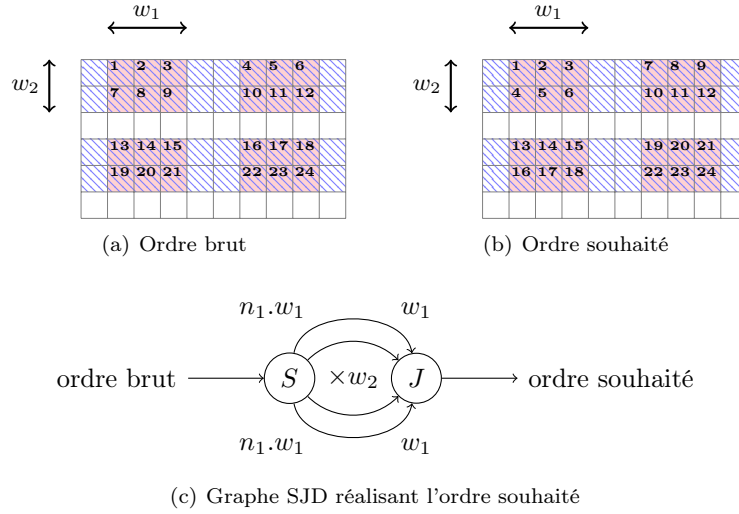 w₁ w₁
w₂ 1 2 3 4 5 6 w₂ 1 2 3 7 8 9
7 8 9 10 11 12 4 5 6 10 11 12
13 14 15 16 17 18 13 14 15 19 20 21
19 20 21 22 23 24 16 17 18 22 23 24
(a) Ordre brut (b) Ordre souhaité
n₁.w₁ w₁
ordre brut S ×w₂ J ordre souhaité
n₁.w₁ w₁
(c) Graphe SJD réalisant l'ordre souhaité